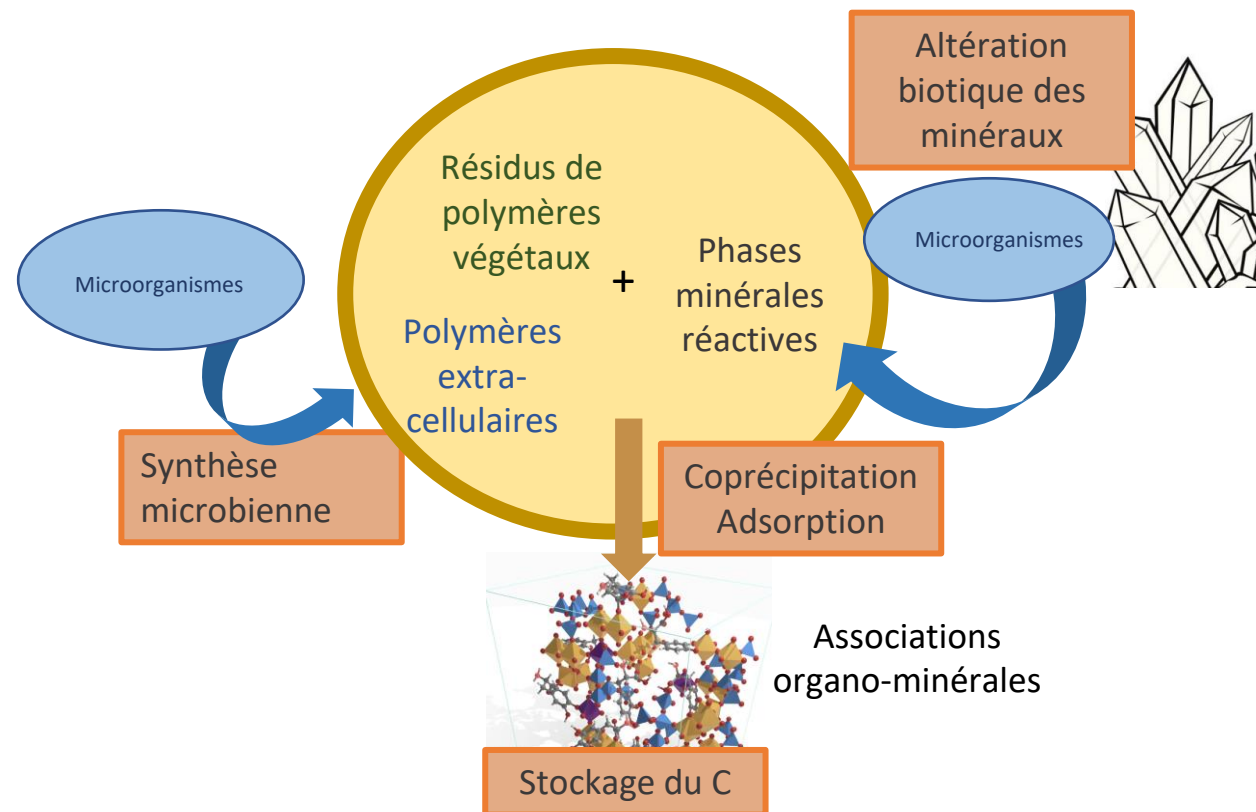 Altération
biotique des
minéraux
Résidus de
polymères
végétaux
+
Phases
minérales
réactives
Microorganismes
Microorganismes
Polymères
extra-
cellulaires
Synthèse
microbienne
Coprécipitation
Adsorption
Associations
organo-minérales
Stockage du C